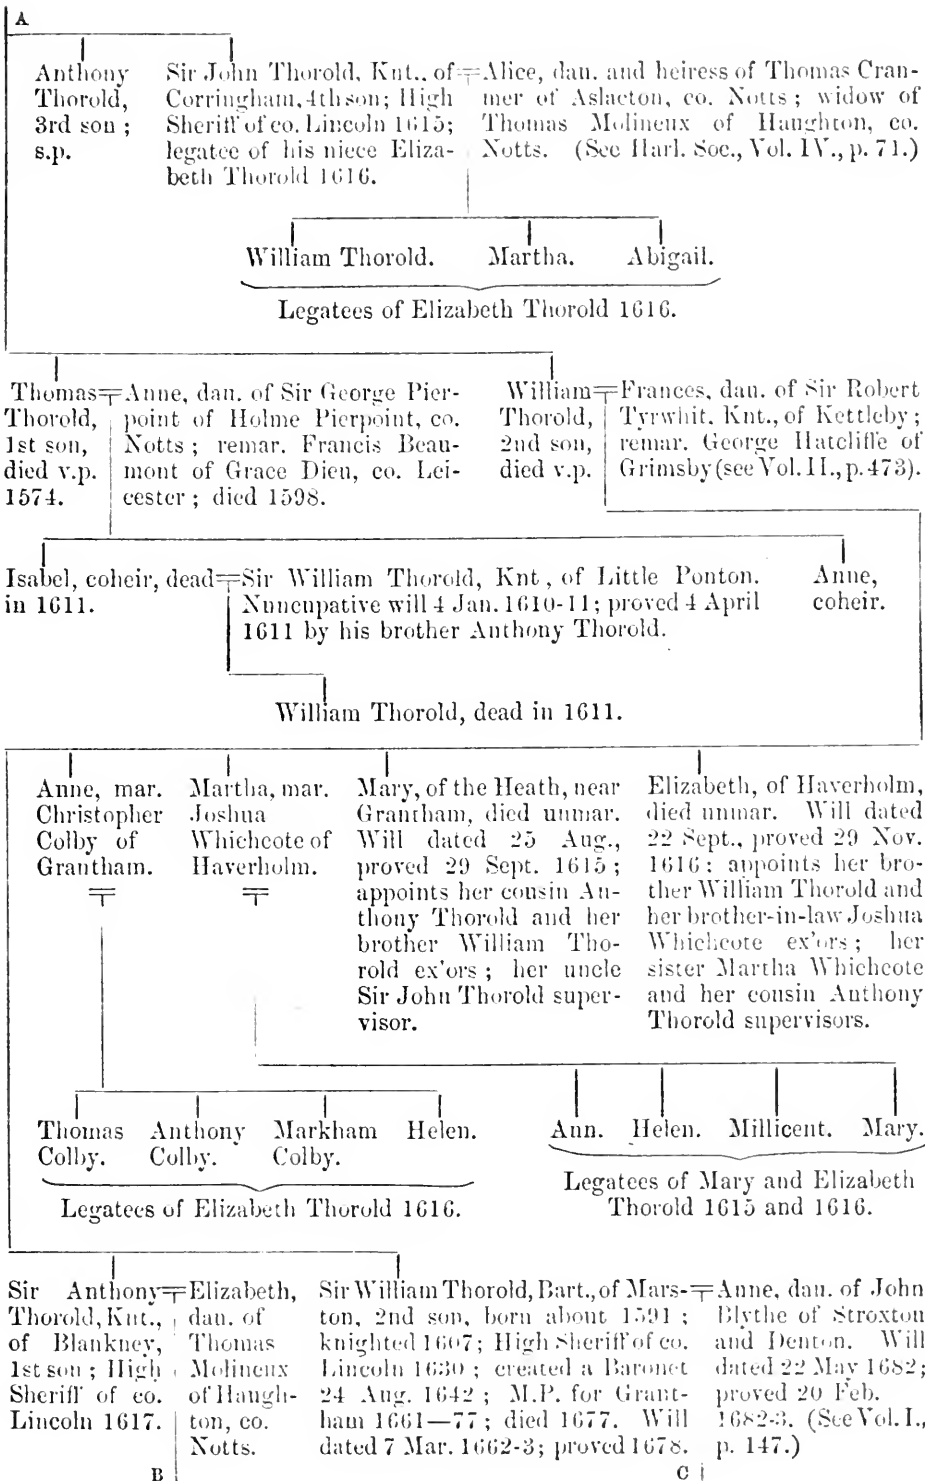 A
Anthony
Thorold,
3rd son ;
s.p.
Sir John Thorold, Knt., of
Corringham, 4th son; High
Sheriff of co. Lincoln 1615;
legatee of his niece Eliza-
beth Thorold 1616.
Alice, dau. and heiress of Thomas Cran-
mer of Aslacton, co. Notts ; widow of
Thomas Molineux of Haughton, co.
Notts. (See Harl. Soc., Vol. IV., p. 71.)
William Thorold. Martha. Abigail.
Legatees of Elizabeth Thorold 1616.
Thomas
Thorold,
1st son,
died v.p.
1574.
Anne, dau. of Sir George Pier-
point of Holme Pierpoint, co.
Notts ; remar. Francis Beau-
mont of Grace Dieu, co. Lei-
cester ; died 1598.
William
Thorold,
2nd son,
died v.p.
Frances, dau. of Sir Robert
Tyrwhit, Knt., of Kettleby ;
remar. George Hatcliffe of
Grimsby (see Vol. II., p. 473).
Isabel, coheir, dead
in 1611.
Sir William Thorold, Knt, of Little Ponton.
Nuncupative will 4 Jan. 1610-11; proved 4 April
1611 by his brother Anthony Thorold.
Anne,
coheir.
William Thorold, dead in 1611.
Anne, mar.
Christopher
Colby of
Grantham.
Martha, mar.
Joshua
Whichcote of
Haverholm.
Mary, of the Heath, near
Grantham, died unmar.
Will dated 25 Aug.,
proved 29 Sept. 1615 ;
appoints her cousin An-
thony Thorold and her
brother William Tho-
rold ex'ors ; her uncle
Sir John Thorold super-
visor.
Elizabeth, of Haverholm,
died unmar. Will dated
22 Sept., proved 29 Nov.
1616 ; appoints her bro-
ther William Thorold and
her brother-in-law Joshua
Whichcote ex'ors ; her
sister Martha Whichcote
and her cousin Anthony
Thorold supervisors.
Thomas
Colby.
Anthony
Colby.
Markham
Colby.
Helen.
Legatees of Elizabeth Thorold 1616.
Ann. Helen. Millicent. Mary.
Legatees of Mary and Elizabeth
Thorold 1615 and 1616.
Sir Anthony
Thorold, Knt.,
of Blankney,
1st son ; High
Sheriff of co.
Lincoln 1617.
Elizabeth,
dau. of
Thomas
Molineux
of Haugh-
ton, co.
Notts.
Sir William Thorold, Bart., of Mars-
ton, 2nd son, born about 1591 ;
knighted 1607; High Sheriff of co.
Lincoln 1630 ; created a Baronet
24 Aug. 1642 ; M.P. for Grant-
ham 1661—77 ; died 1677. Will
dated 7 Mar. 1662-3; proved 1678.
Anne, dau. of John
Blythe of Stroxton
and Denton. Will
dated 22 May 1682;
proved 20 Feb.
1682-3. (See Vol. I.,
p. 147.)
B
C